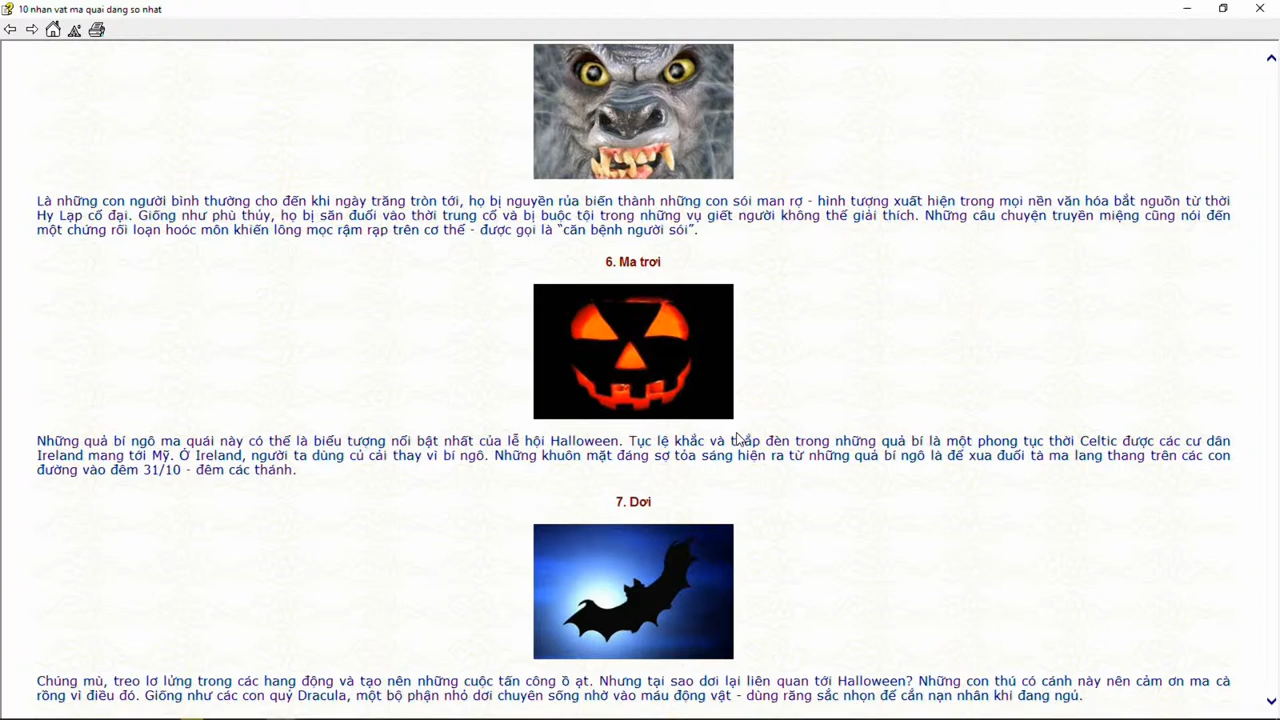 10 nhan vat ma quai dang so nhat
Là những con người bình thường cho đến khi ngày trăng tròn tới, họ bị nguyền rủa biến thành những con sói man rợ - hình tượng xuất hiện trong mọi nền văn hóa bắt nguồn từ thời
Hy Lạp cổ đại. Giống như phù thủy, họ bị săn đuổi vào thời trung cổ và bị buộc tội trong những vụ giết người không thể giải thích. Những câu chuyện truyền miệng cũng nói đến
một chứng rối loạn hoóc môn khiến lông mọc rậm rạp trên cơ thể - được gọi là “căn bệnh người sói”.
6. Ma trơi
Những quả bí ngô ma quái này có thể là biểu tượng nổi bật nhất của lễ hội Halloween. Tục lệ khắc và thắp đèn trong những quả bí là một phong tục thời Celtic được các cư dân
Ireland mang tới Mỹ. Ở Ireland, người ta dùng củ cải thay vì bí ngô. Những khuôn mặt đáng sợ tỏa sáng hiện ra từ những quả bí ngô là để xua đuổi tà ma lang thang trên các con
đường vào đêm 31/10 - đêm các thánh.
7. Dơi
Chúng mù, treo lơ lửng trong các hang động và tạo nên những cuộc tấn công ồ ạt. Nhưng tại sao dơi lại liên quan tới Halloween? Những con thú có cánh này nên cảm ơn ma cà
rồng vì điều đó. Giống như các con quỷ Dracula, một bộ phận nhỏ dơi chuyên sống nhờ vào máu động vật - dùng răng sắc nhọn để cắn nạn nhân khi đang ngủ.